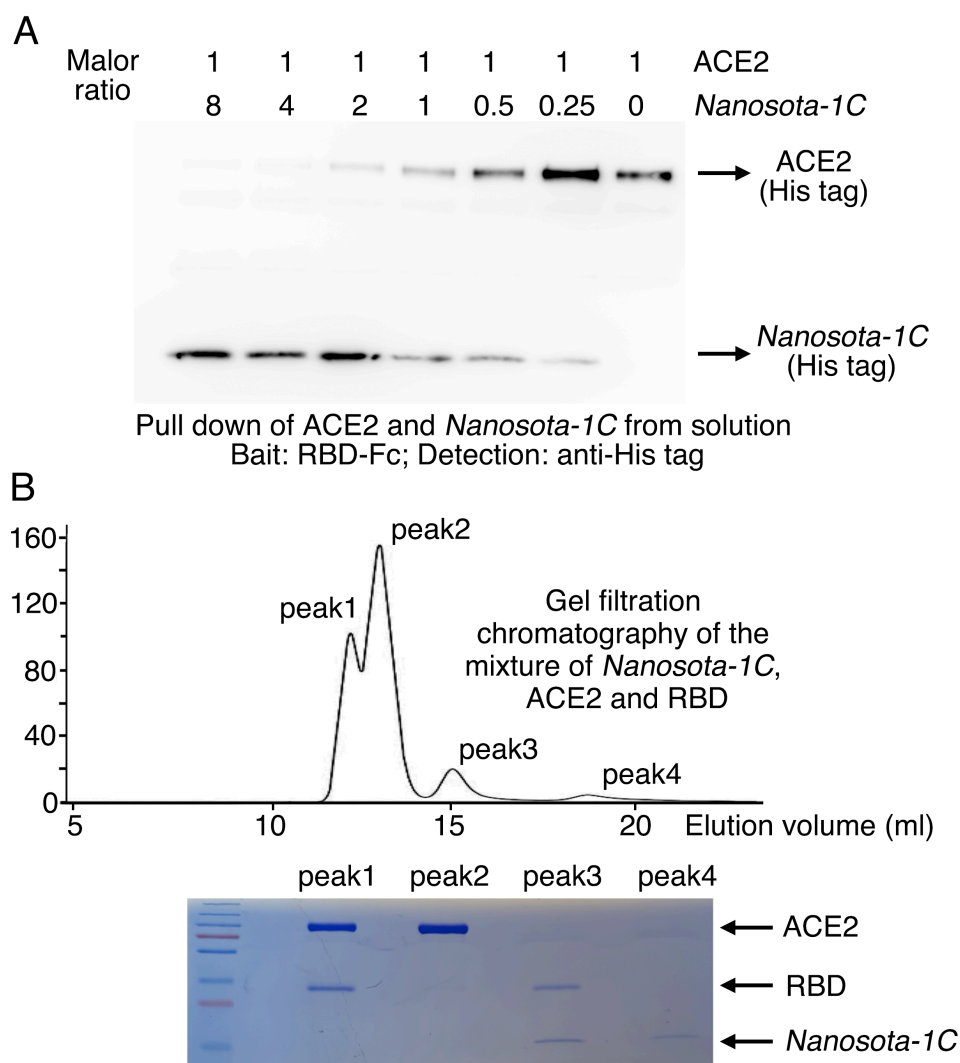 A
Malor ratio
1 1 1 1 1 1 1 ACE2
8 4 2 1 0.5 0.25 0 Nanosota-1C
ACE2
(His tag)
Nanosota-1C
(His tag)
Pull down of ACE2 and Nanosota-1C from solution
Bait: RBD-Fc; Detection: anti-His tag
B
160
120
80
40
0
peak1
peak2
peak3
peak4
Gel filtration
chromatography of the
mixture of Nanosota-1C,
ACE2 and RBD
5 10 15 20 Elution volume (ml)
peak1 peak2 peak3 peak4
ACE2
RBD
Nanosota-1C